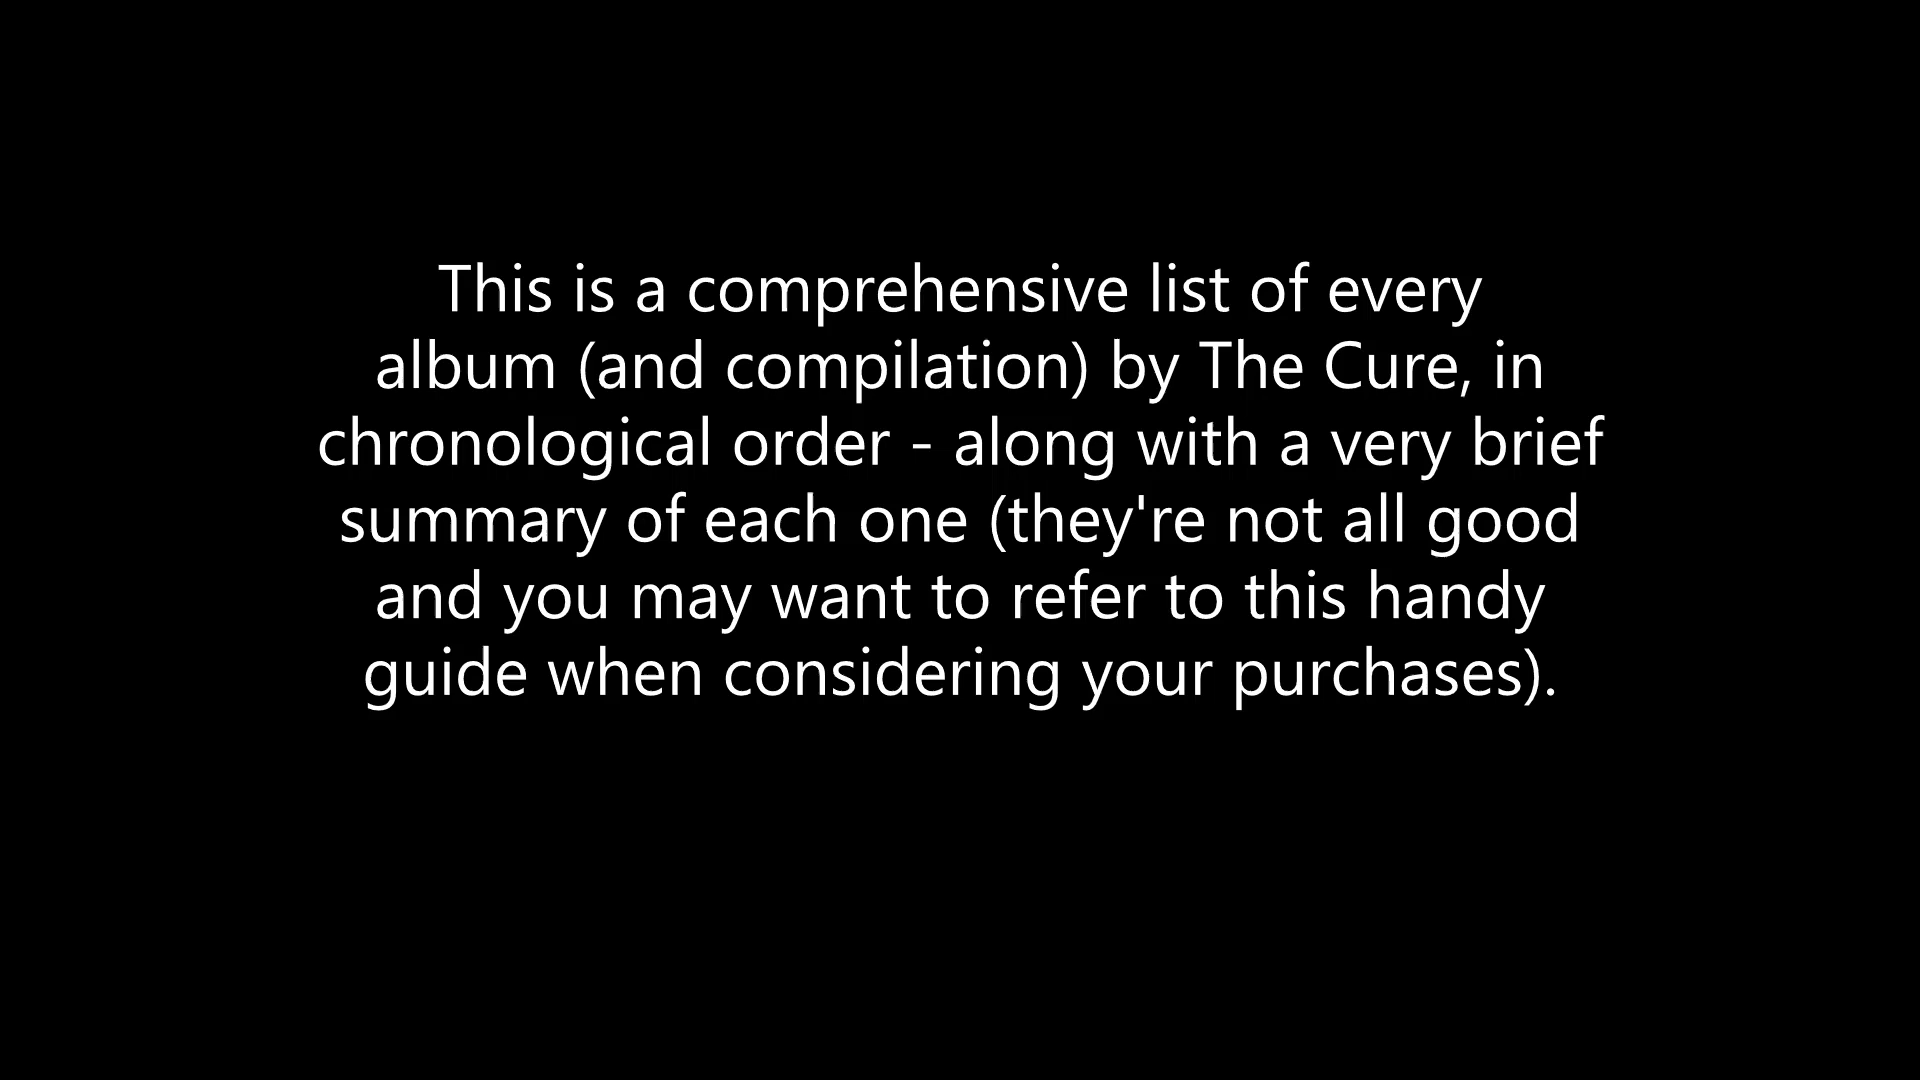 This is a comprehensive list of every
album (and compilation) by The Cure, in
chronological order - along with a very brief
summary of each one (they're not all good
and you may want to refer to this handy
guide when considering your purchases).